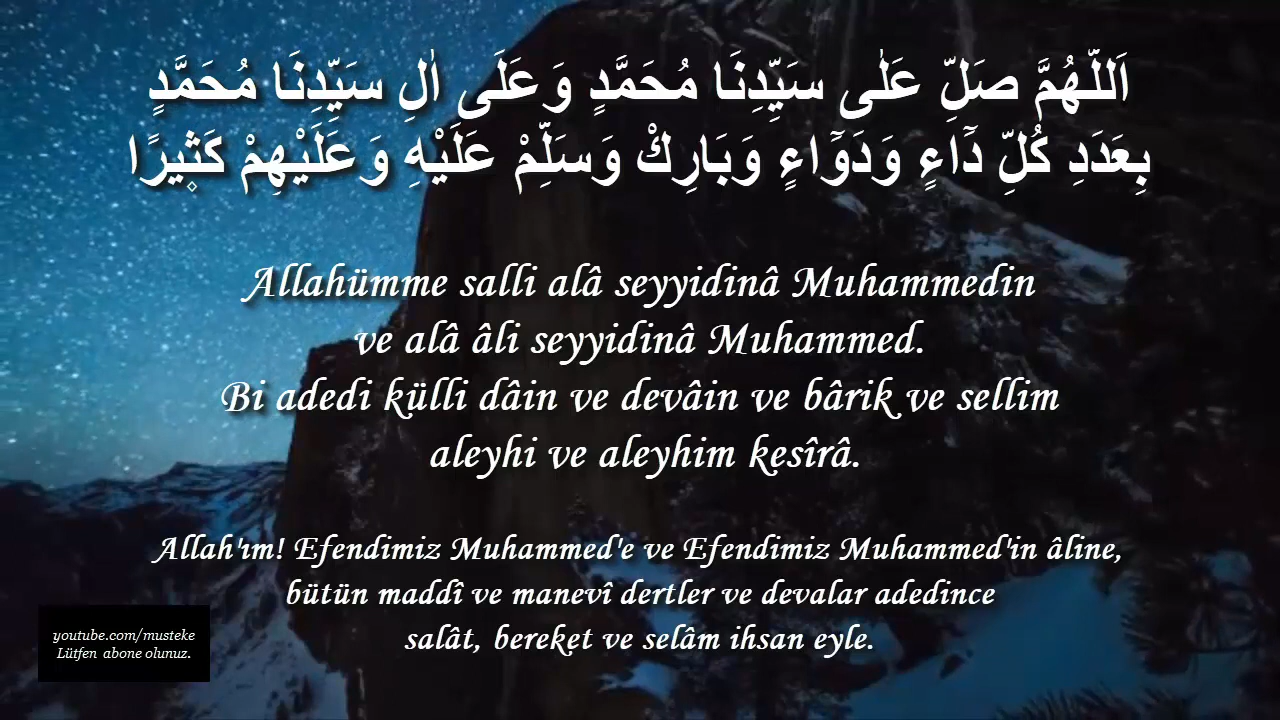 اَللّٰهُمَّ صَلِّ عَلٰى سَيِّدِنَا مُحَمَّدٍ وَعَلَى اٰلِ سَيِّدِنَا مُحَمَّدٍ
بِعَدَدِ كُلِّ دَٓاءٍ وَدَوَٓاءٍ وَبَارِكْ وَسَلِّمْ عَلَيْهِ وَعَلَيْهِمْ كَث۪يرًا
Allahümme salli alâ seyyidinâ Muhammedin
ve alâ âli seyyidinâ Muhammed.
Bi adedi külli dâin ve devâin ve bârik ve sellim
aleyhi ve aleyhim kesîrâ.
Allah'ım! Efendimiz Muhammed'e ve Efendimiz Muhammed'in âline,
bütün maddî ve manevî dertler ve devalar adedince
salât, bereket ve selâm ihsan eyle.
youtube.com/musteke
Lütfen abone olunuz.